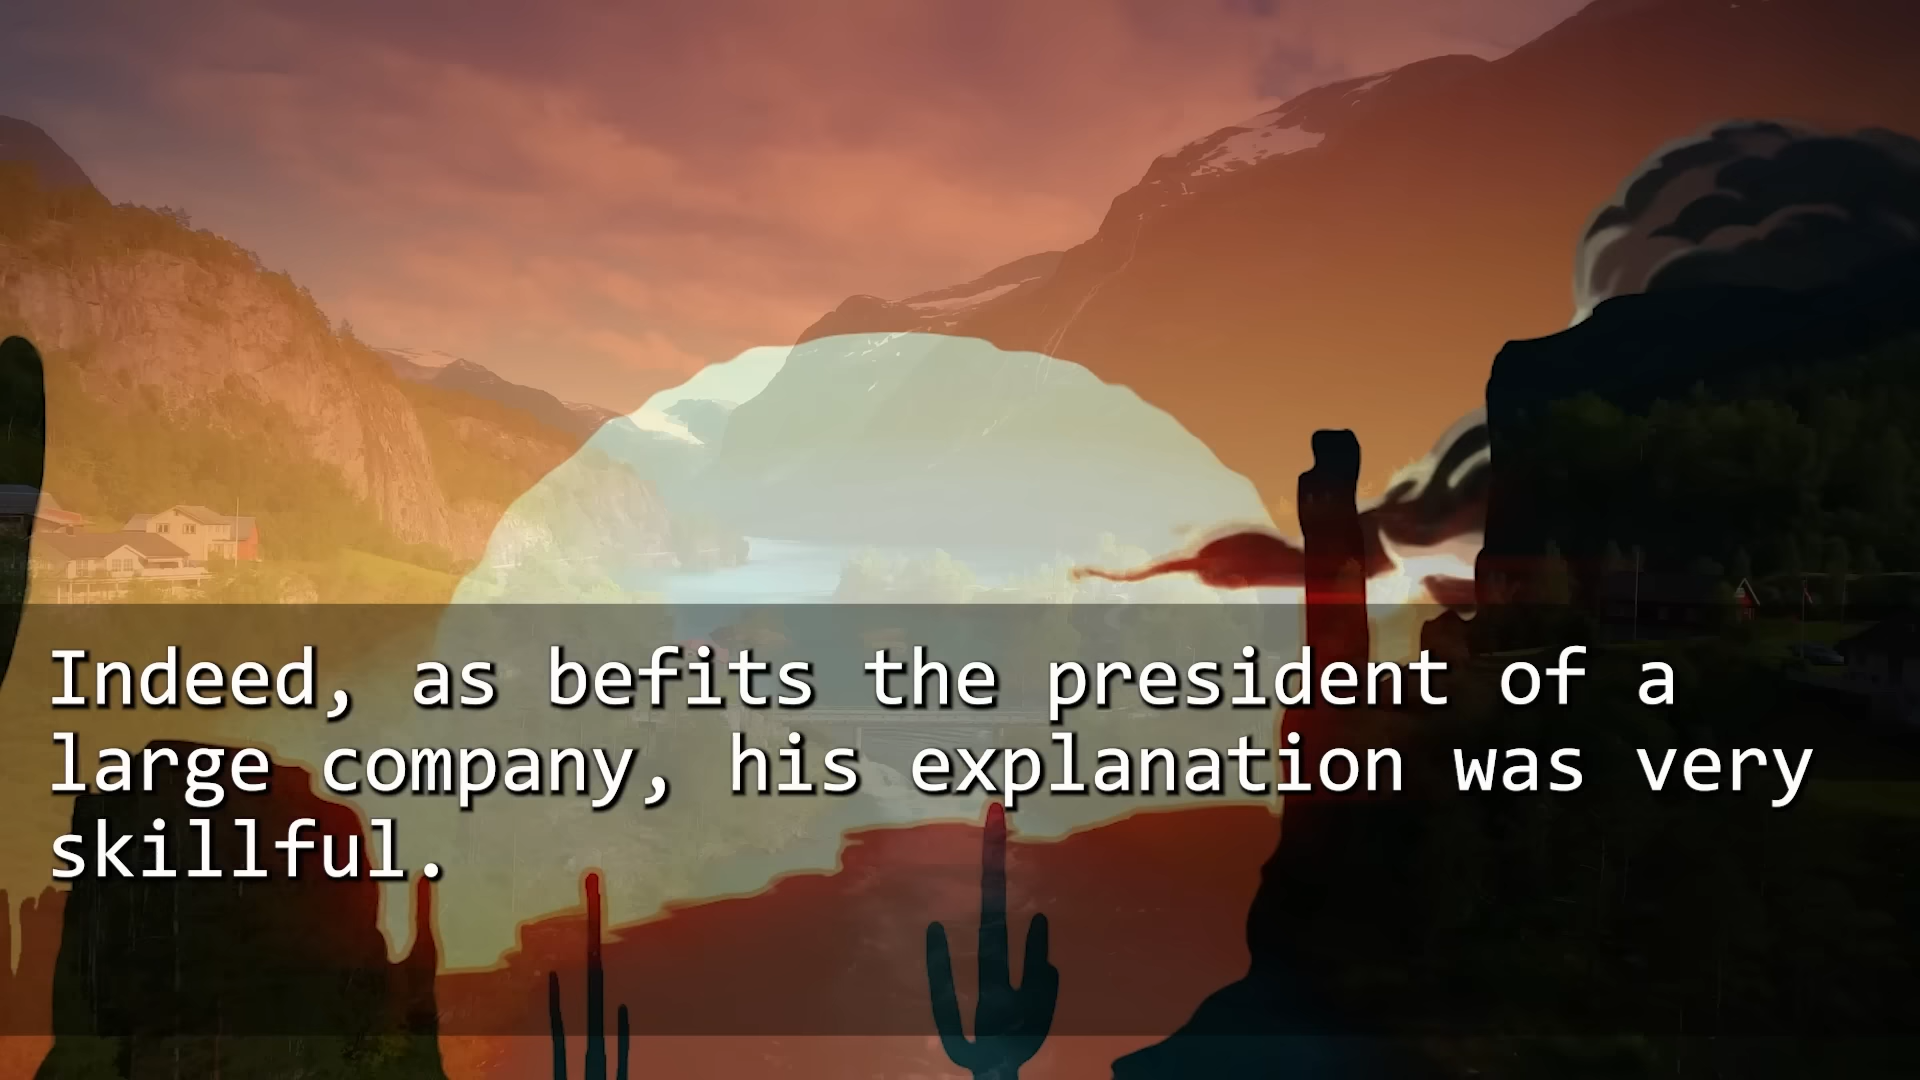 Indeed, as befits the president of a
large company, his explanation was very
skillful.